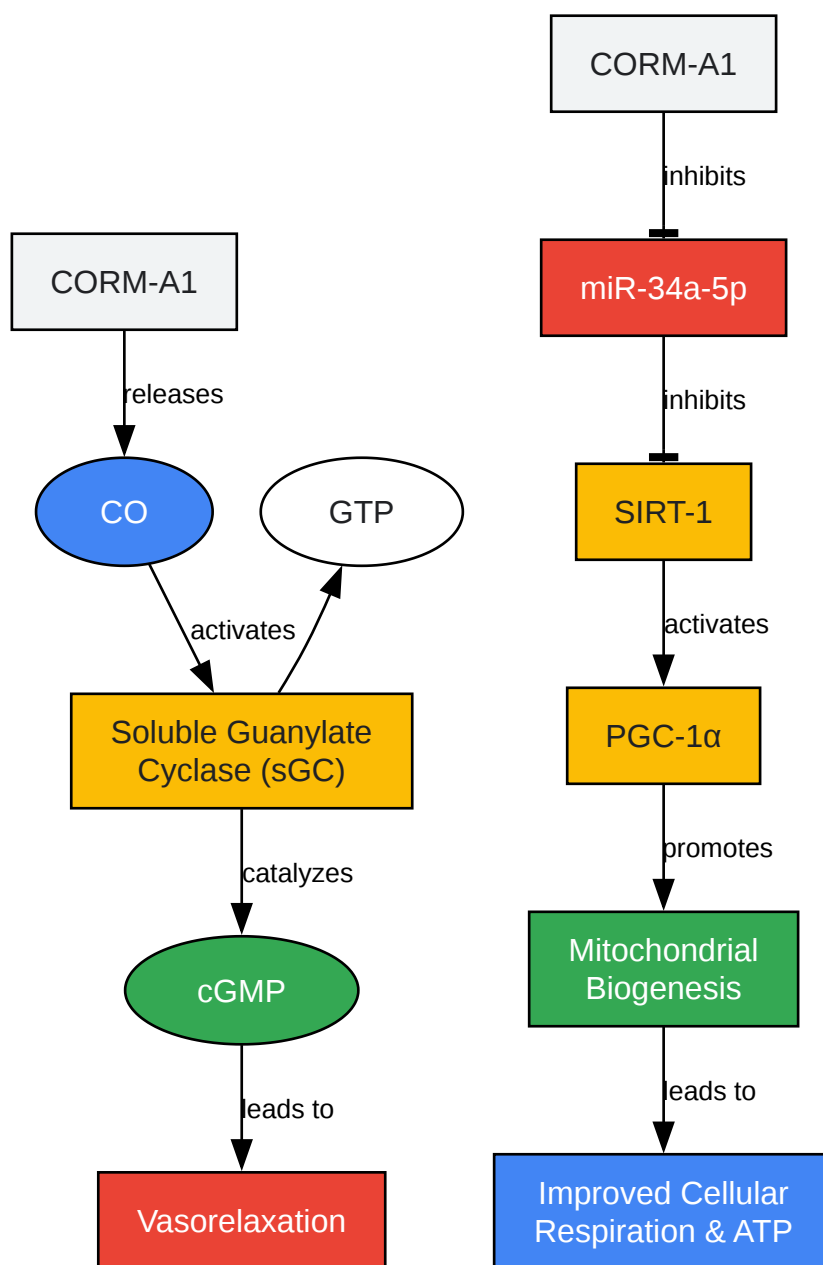 CORM-A1
releases
CO
GTP
activates
Soluble Guanylate
Cyclase (sGC)
catalyzes
cGMP
leads to
Vasorelaxation
CORM-A1
inhibits
miR-34a-5p
inhibits
SIRT-1
activates
PGC-1α
promotes
Mitochondrial
Biogenesis
leads to
Improved Cellular
Respiration & ATP